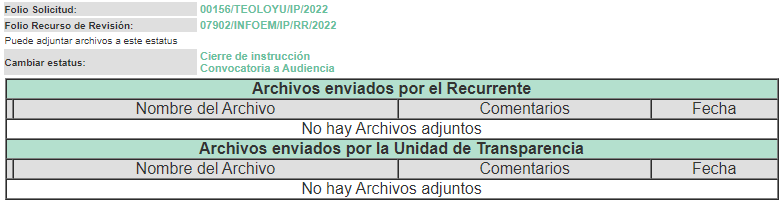 Folio Solicitud: 00156/TEOLOYU/IP/2022
Folio Recurso de Revisión: 07902/INFOEM/IP/RR/2022
Puede adjuntar archivos a este estatus
Cambiar estatus: Cierre de instrucción
Convocatoria a Audiencia
Archivos enviados por el Recurrente
Nombre del Archivo Comentarios Fecha
No hay Archivos adjuntos
Archivos enviados por la Unidad de Transparencia
Nombre del Archivo Comentarios Fecha
No hay Archivos adjuntos